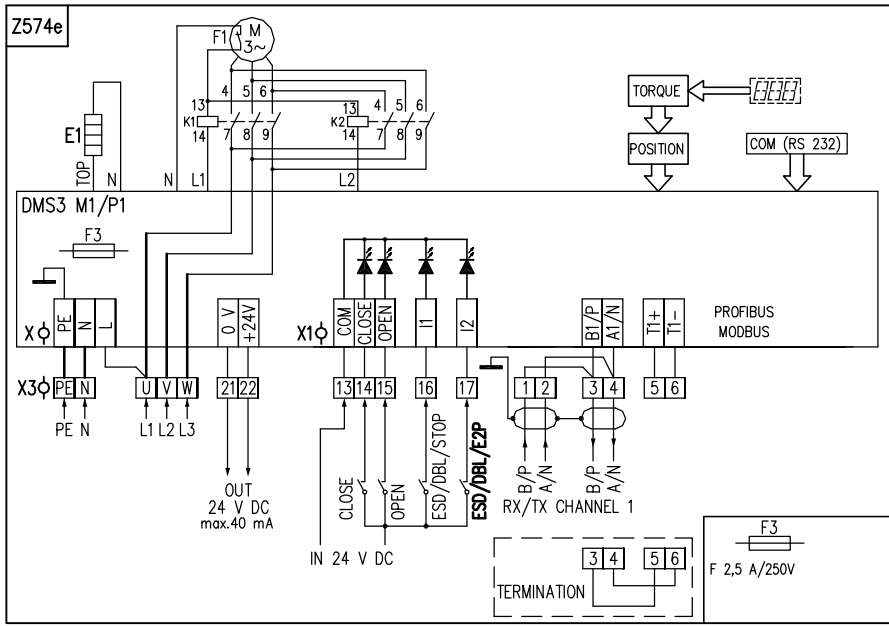 Z574e
F1
M
3~
4 5 6
13
K1
14
7 8 9
13
K2
14
4 5 6
7 8 9
E1
TOP
N
N
L1
L2
TORQUE
POSITION
COM (RS 232)
DMS3 M1/P1
F3
X
PE
N
L
0 V
+24V
X1
COM
CLOSE
OPEN
I1
I2
B1/P
A1/N
T1+
T1-
PROFIBUS
MODBUS
X3
PE N
U V W
21 22
13 14 15
16
17
1 2
3 4
5 6
PE N
L1 L2 L3
OUT
24 V DC
max.40 mA
CLOSE
OPEN
ESD/DBL/STOP
ESD/DBL/E2P
IN 24 V DC
B/P
A/N
B/P
A/N
RX/TX CHANNEL 1
TERMINATION
3 4
5 6
F3
F 2,5 A/250V